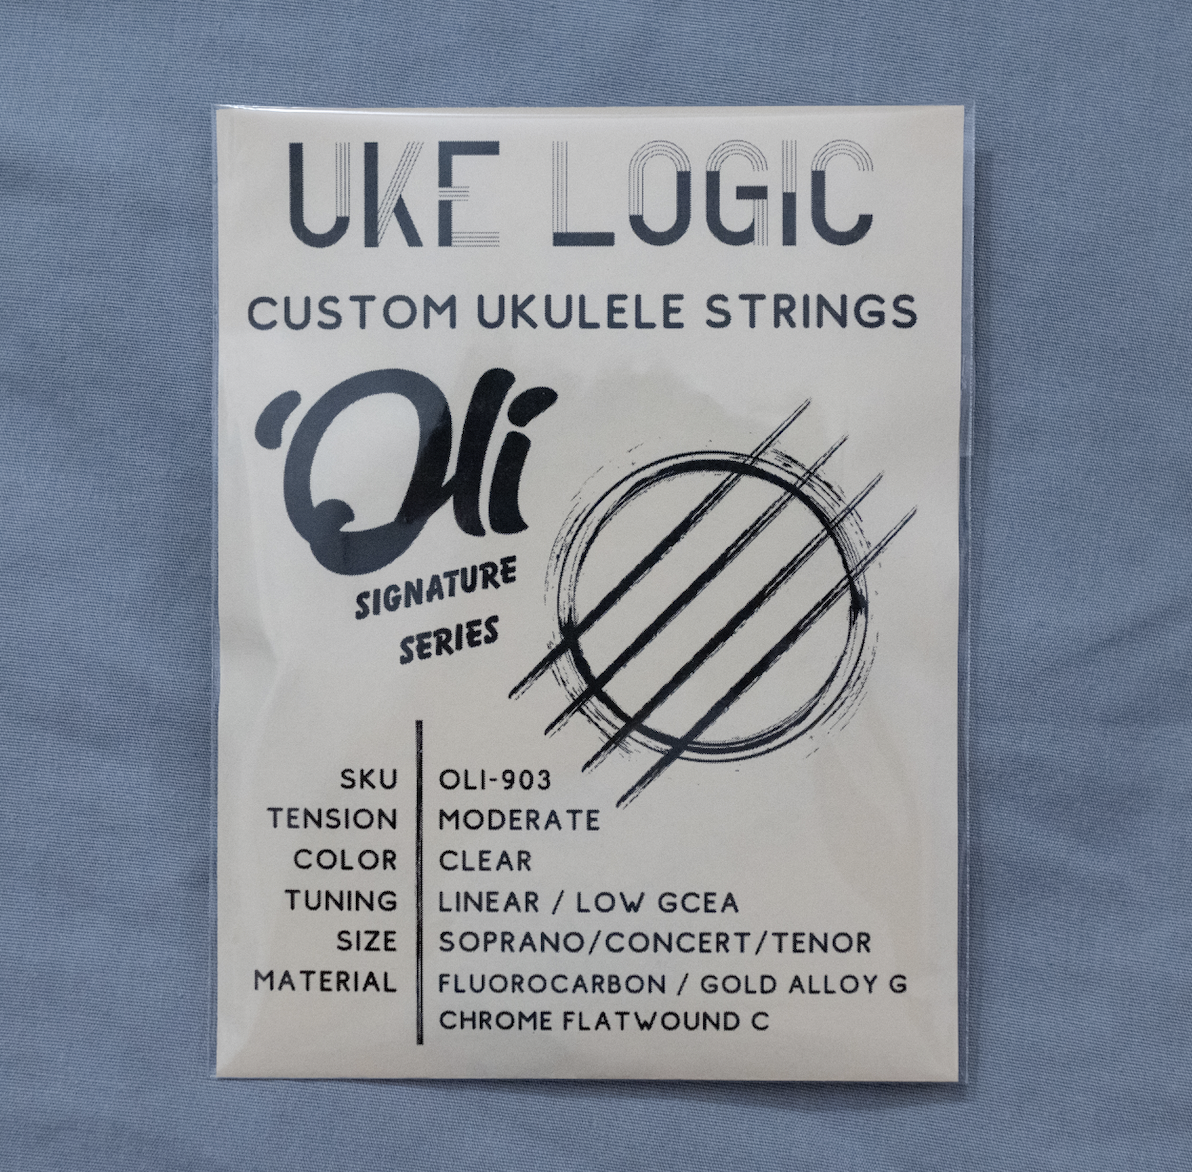 UKE LOGIC
CUSTOM UKULELE STRINGS
'Oli
SIGNATURE
SERIES
SKU OLI-903
TENSION MODERATE
COLOR CLEAR
TUNING LINEAR / LOW GCEA
SIZE SOPRANO/CONCERT/TENOR
MATERIAL FLUOROCARBON / GOLD ALLOY G
CHROME FLATWOUND C